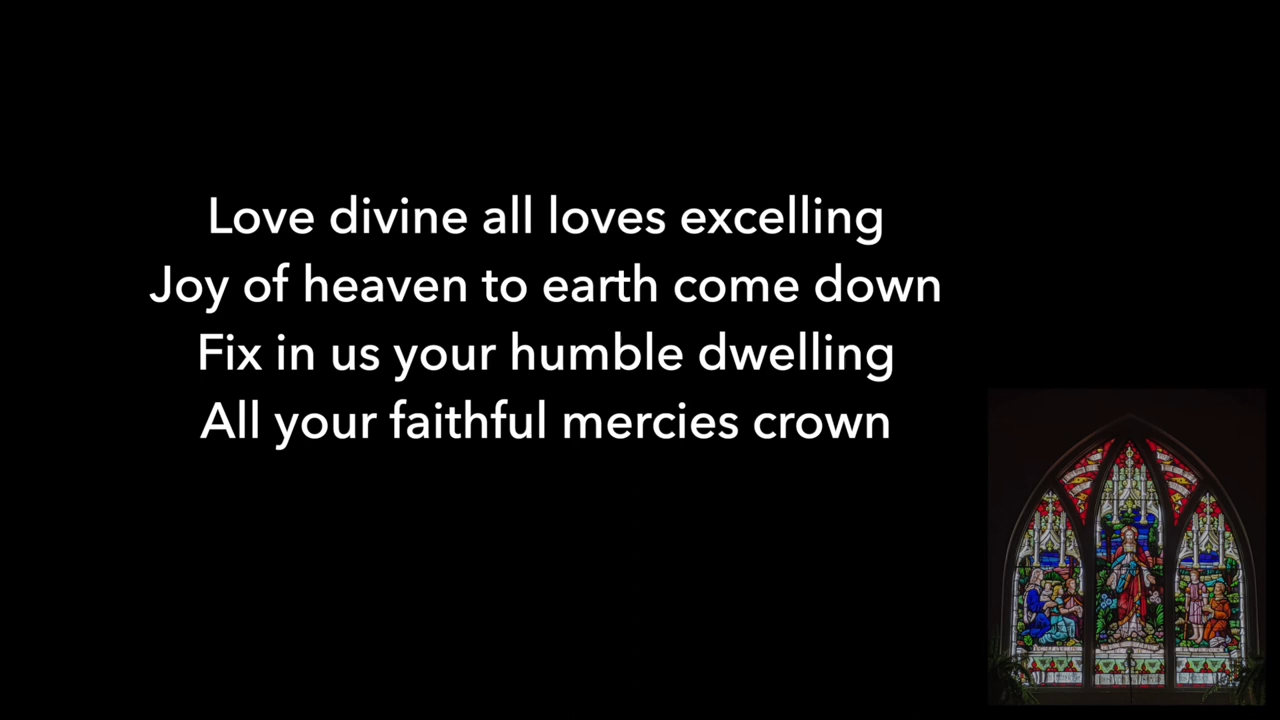 Love divine all loves excelling
Joy of heaven to earth come down
Fix in us your humble dwelling
All your faithful mercies crown